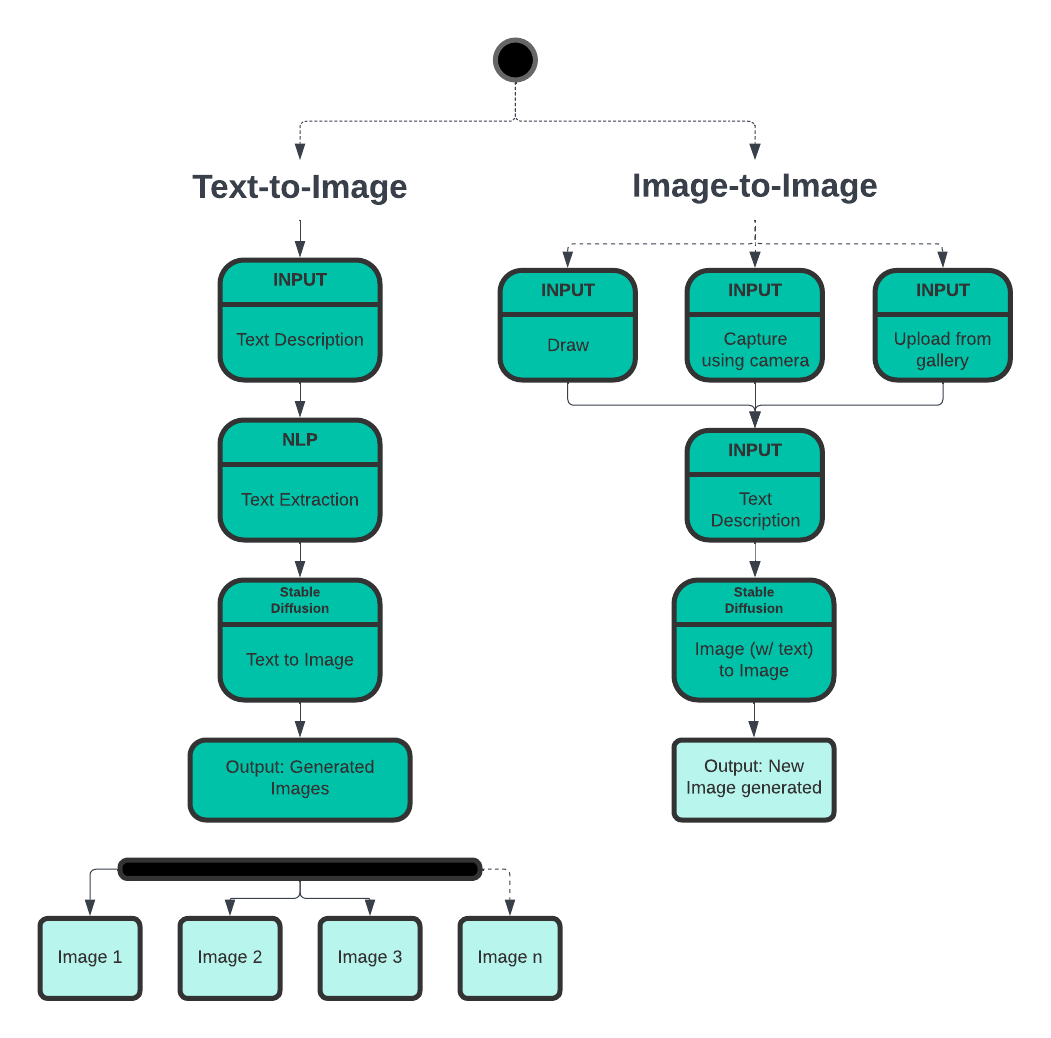 Text-to-Image
INPUT
Text Description
NLP
Text Extraction
Stable
Diffusion
Text to Image
Output: Generated
Images
Image 1
Image 2
Image 3
Image n
Image-to-Image
INPUT
Draw
INPUT
Capture
using camera
INPUT
Upload from
gallery
INPUT
Text
Description
Stable
Diffusion
Image (w/ text)
to Image
Output: New
Image generated